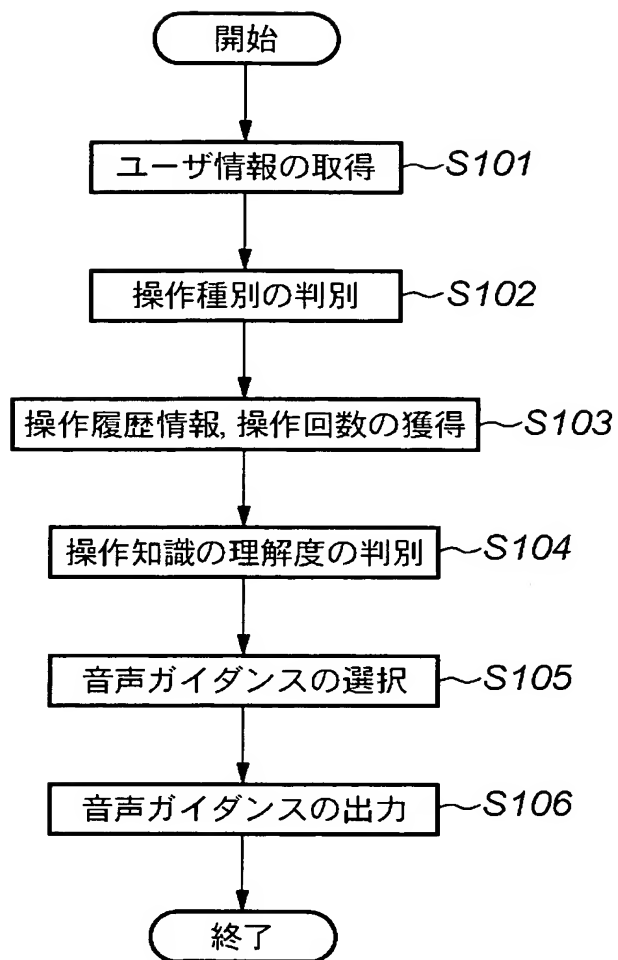 開始
ユーザ情報の取得 S101
操作種別の判別 S102
操作履歴情報,操作回数の獲得 S103
操作知識の理解度の判別 S104
音声ガイダンスの選択 S105
音声ガイダンスの出力 S106
終了